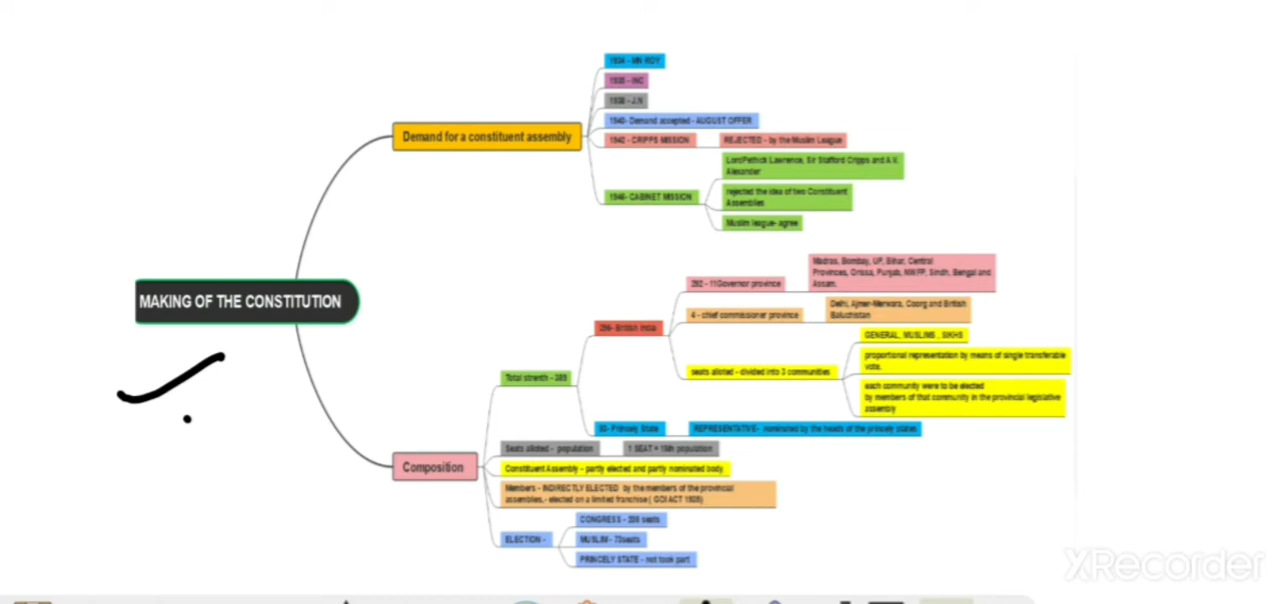 1934 - MN ROY
1935 - INC
1938 - J.N
1940- Demand accepted - AUGUST OFFER
Demand for a constituent assembly
1942 - CRIPPS MISSION
REJECTED - by the Muslim League
Lord Pethick Lawrence, Sir Stafford Cripps and A.V.
Alexander
1946- CABINET MISSION
rejected the idea of two Constituent
Assemblies
Muslim league- agree
MAKING OF THE CONSTITUTION
Madras, Bombay, UP, Bihar, Central
Provinces, Orissa, Punjab, NWFP, Sindh, Bengal and
Assam.
292 - 11Governor province
4 - chief commissioner province
Delhi, Ajmer-Merwara, Coorg and British
Baluchistan
296- British India
GENERAL, MUSLIMS , SIKHS
proportional representation by means of single transferable
vote.
seats alloted - divided into 3 communities
each community were to be elected
by members of that community in the provincial legislative
assembly
Total strenth - 389
93- Princely State
REPRESENTATIVE- nominated by the heads of the princely states
Seats alloted - population
1 SEAT = 1Mn population
Composition
Constituent Assembly - partly elected and partly nominated body.
Members - INDIRECTLY ELECTED by the members of the provincial
assemblies,- elected on a limited franchise ( GOI ACT 1935)
CONGRESS - 208 seats
ELECTION -
MUSLIM - 73seats
PRINCELY STATE - not took part
XRecorder